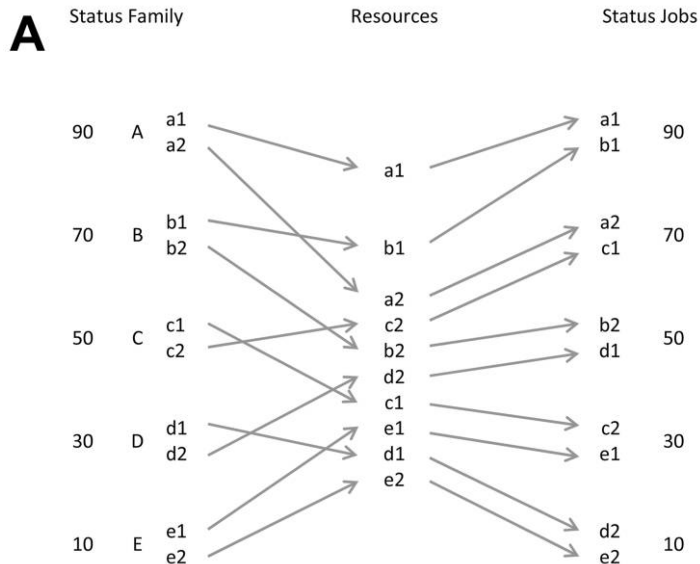 Status Family Resources Status Jobs
A
a1 a1
90 A 90
a2 b1
a1
b1 a2
70 B 70
b2 b1 c1
a2
c1 c2 b2
50 C 50
c2 b2 d1
d2
c1
d1 e1 c2
30 D 30
d2 d1 e1
e2
e1 d2
10 E 10
e2 e2